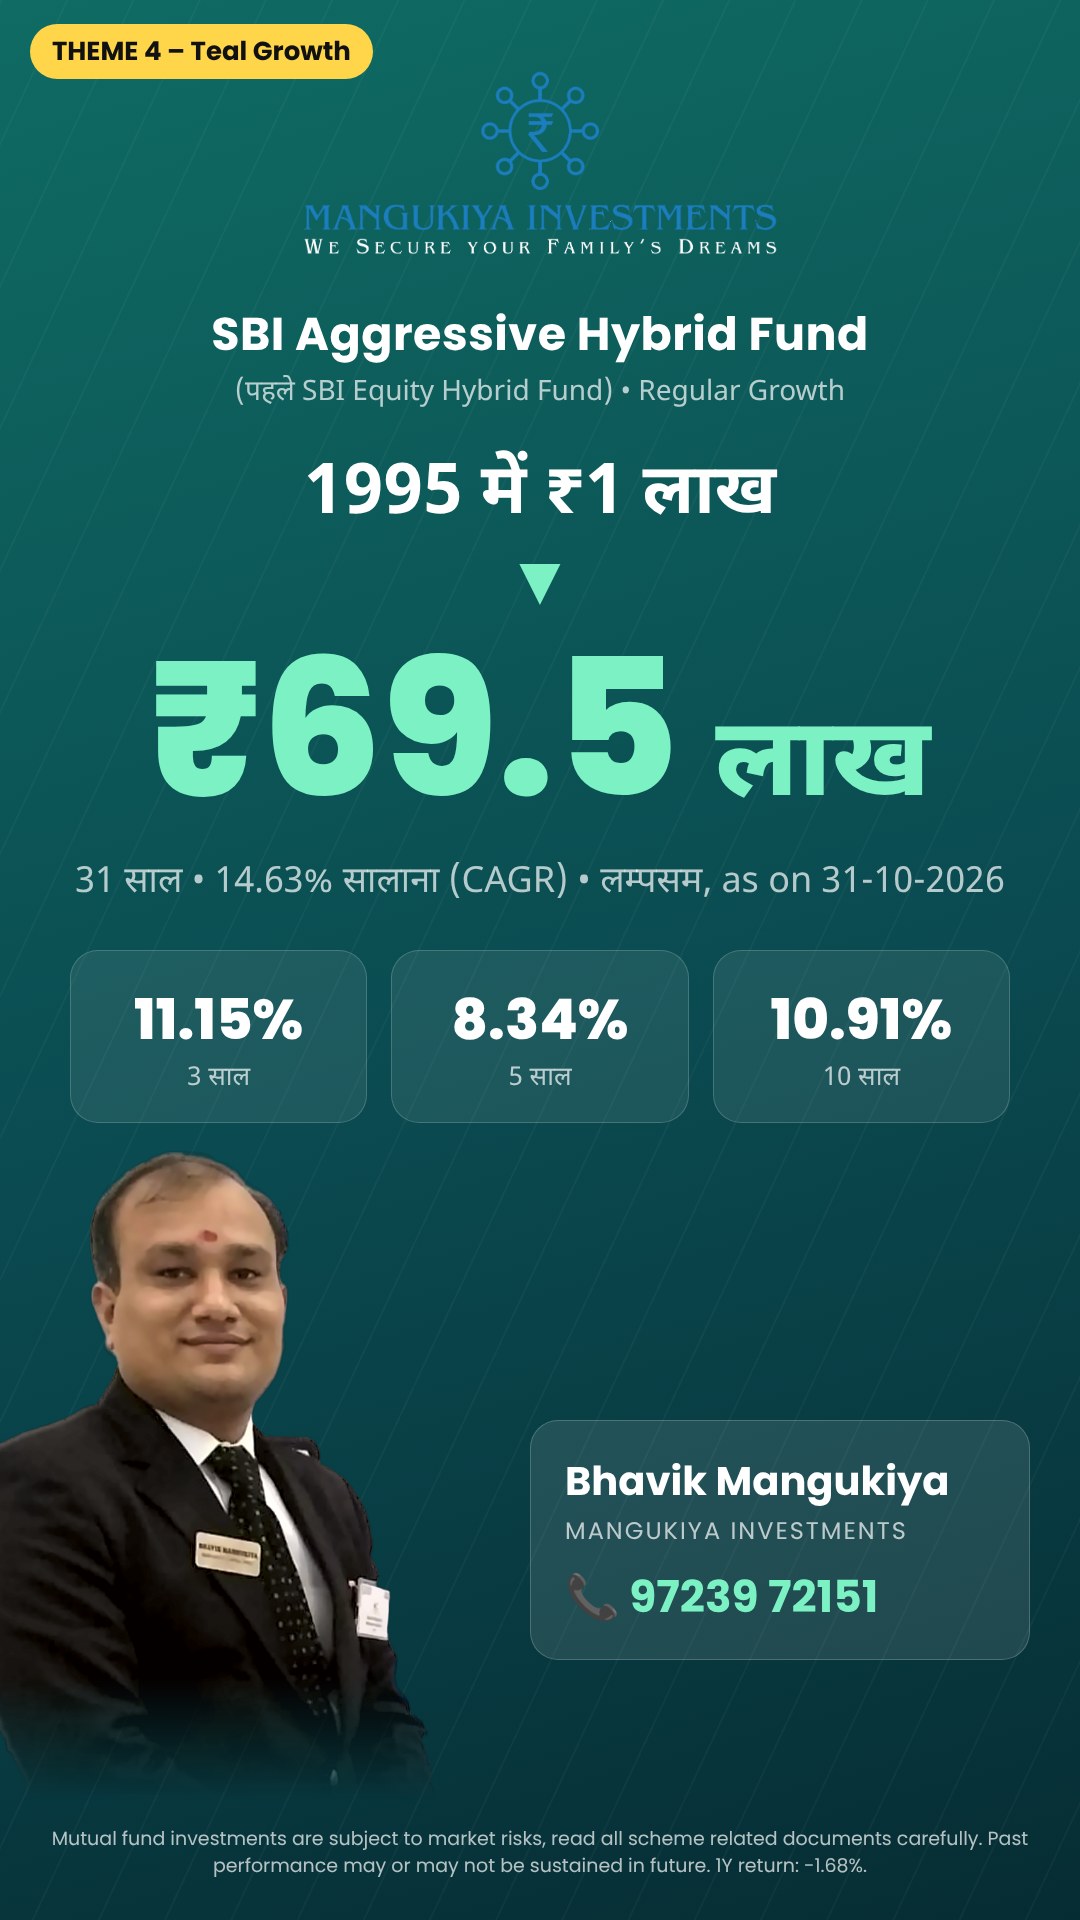 THEME 4 – Teal Growth
₹
MANGUKIYA INVESTMENTS
WE SECURE YOUR FAMILY'S DREAMS
SBI Aggressive Hybrid Fund
(पहले SBI Equity Hybrid Fund) • Regular Growth
1995 में ₹1 लाख
▼
₹69.5 लाख
31 साल • 14.63% सालाना (CAGR) • लम्पसम, as on 31-10-2026
11.15%
3 साल
8.34%
5 साल
10.91%
10 साल
BHAVIK MANGUKIYA
Bhavik Mangukiya
MANGUKIYA INVESTMENTS
📞 97239 72151
Mutual fund investments are subject to market risks, read all scheme related documents carefully. Past
performance may or may not be sustained in future. 1Y return: -1.68%.